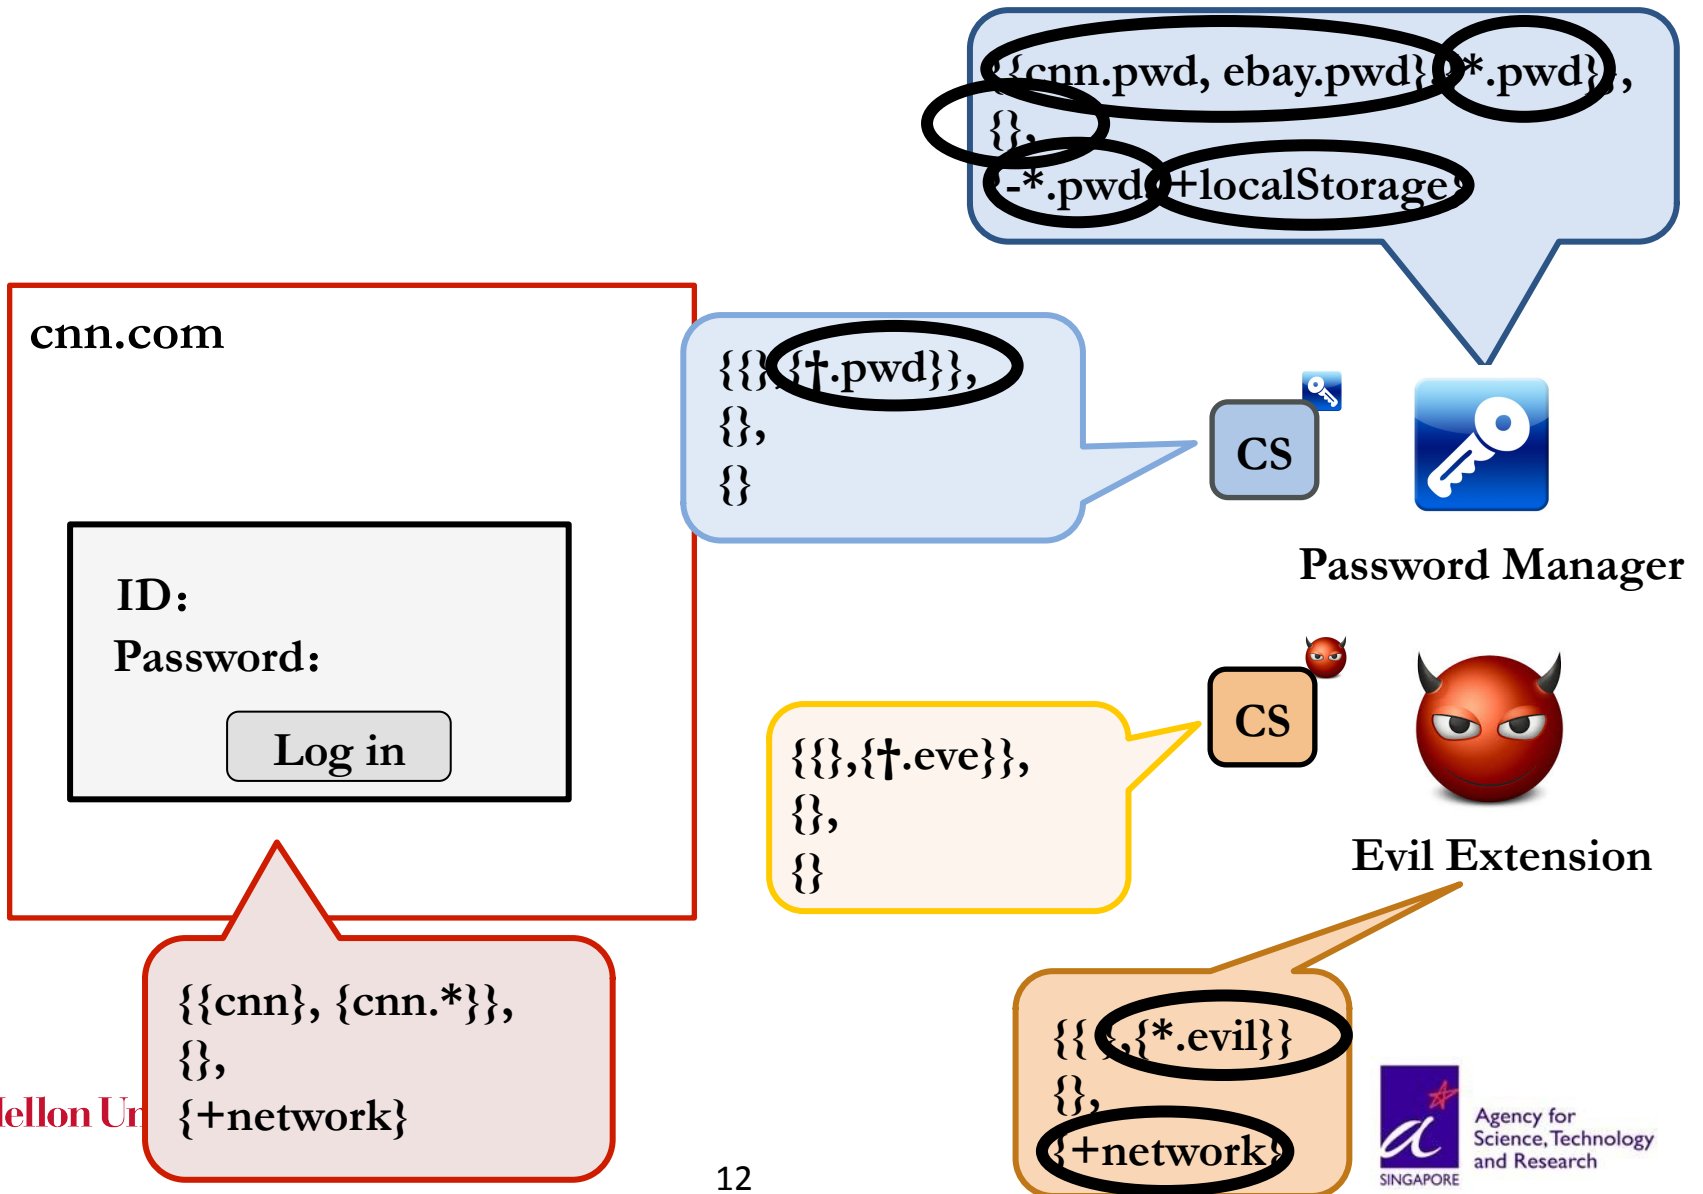 {{cnn.pwd, ebay.pwd},{*.pwd}},
{},
{-*.pwd, +localStorage}
cnn.com
{{},{†.pwd}},
{},
{}
CS
Password Manager
ID:
Password:
Log in
{{},{†.eve}},
{},
{}
CS
Evil Extension
{{cnn}, {cnn.*}},
{},
{+network}
{{ },{*.evil}}
{},
{+network}
12
Agency for
Science, Technology
and Research
SINGAPORE